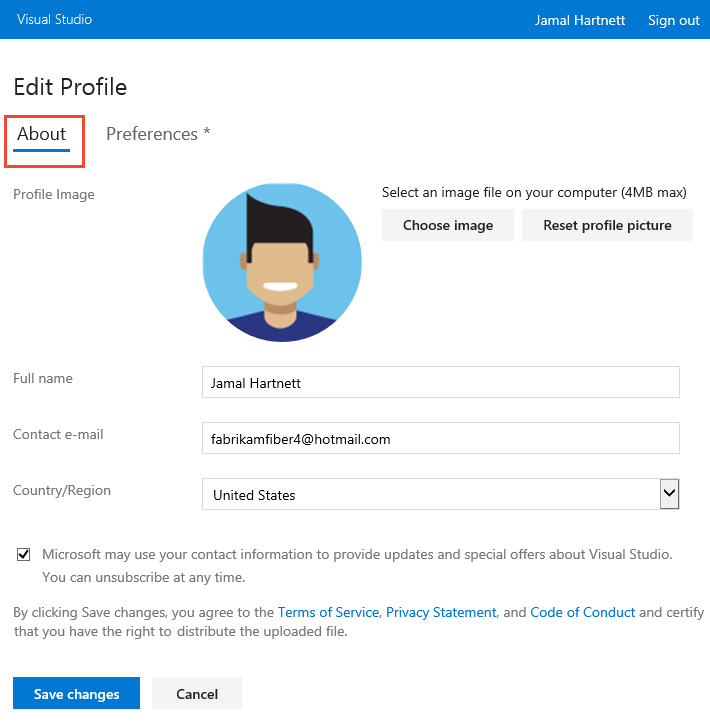 Visual Studio
Jamal Hartnett Sign out
Edit Profile
About Preferences *
Profile Image
Select an image file on your computer (4MB max)
Choose image Reset profile picture
Full name
Jamal Hartnett
Contact e-mail
fabrikamfiber4@hotmail.com
Country/Region
United States
Microsoft may use your contact information to provide updates and special offers about Visual Studio.
You can unsubscribe at any time.
By clicking Save changes, you agree to the Terms of Service, Privacy Statement, and Code of Conduct and certify
that you have the right to distribute the uploaded file.
Save changes Cancel